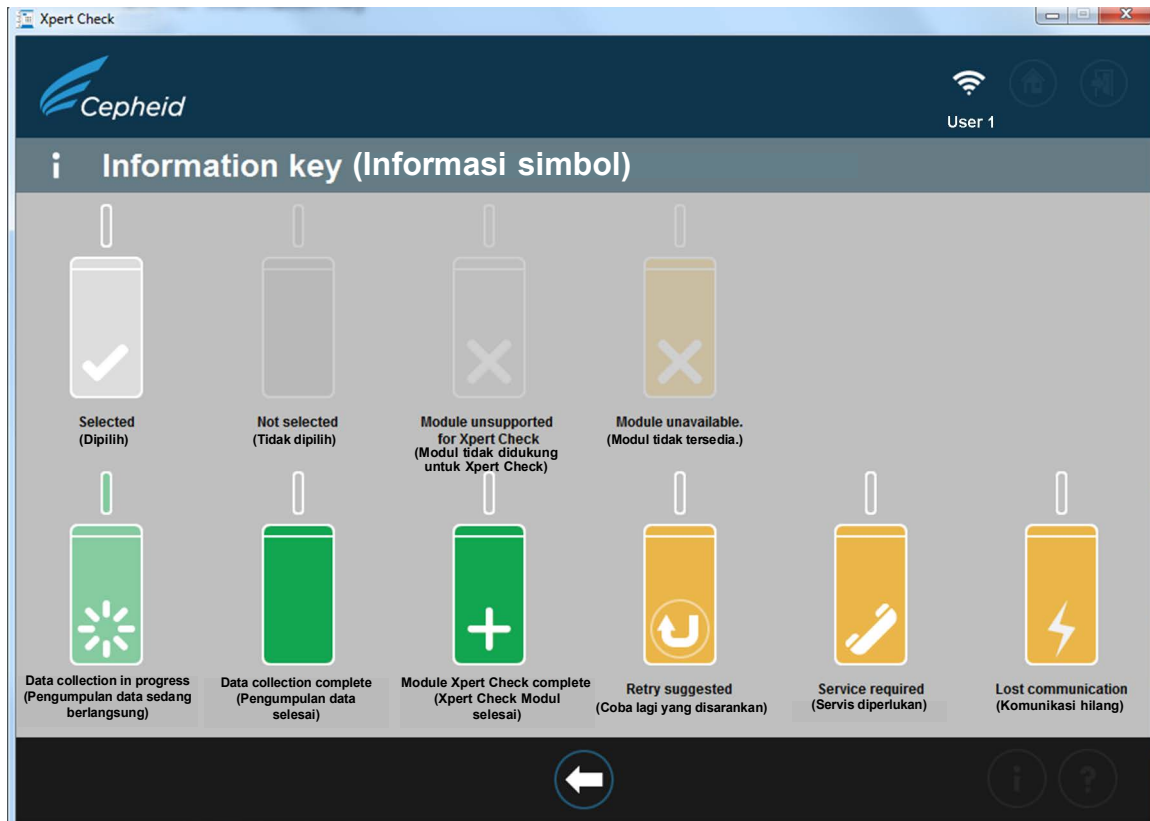 Xpert Check
Cepheid
User 1
i Information key (Informasi simbol)
Selected
(Dipilih)
Not selected
(Tidak dipilih)
Module unsupported
for Xpert Check
(Modul tidak didukung
untuk Xpert Check)
Module unavailable.
(Modul tidak tersedia.)
Data collection in progress
(Pengumpulan data sedang
berlangsung)
Data collection complete
(Pengumpulan data
selesai)
Module Xpert Check complete
(Xpert Check Modul
selesai)
Retry suggested
(Coba lagi yang disarankan)
Service required
(Servis diperlukan)
Lost communication
(Komunikasi hilang)
i ?